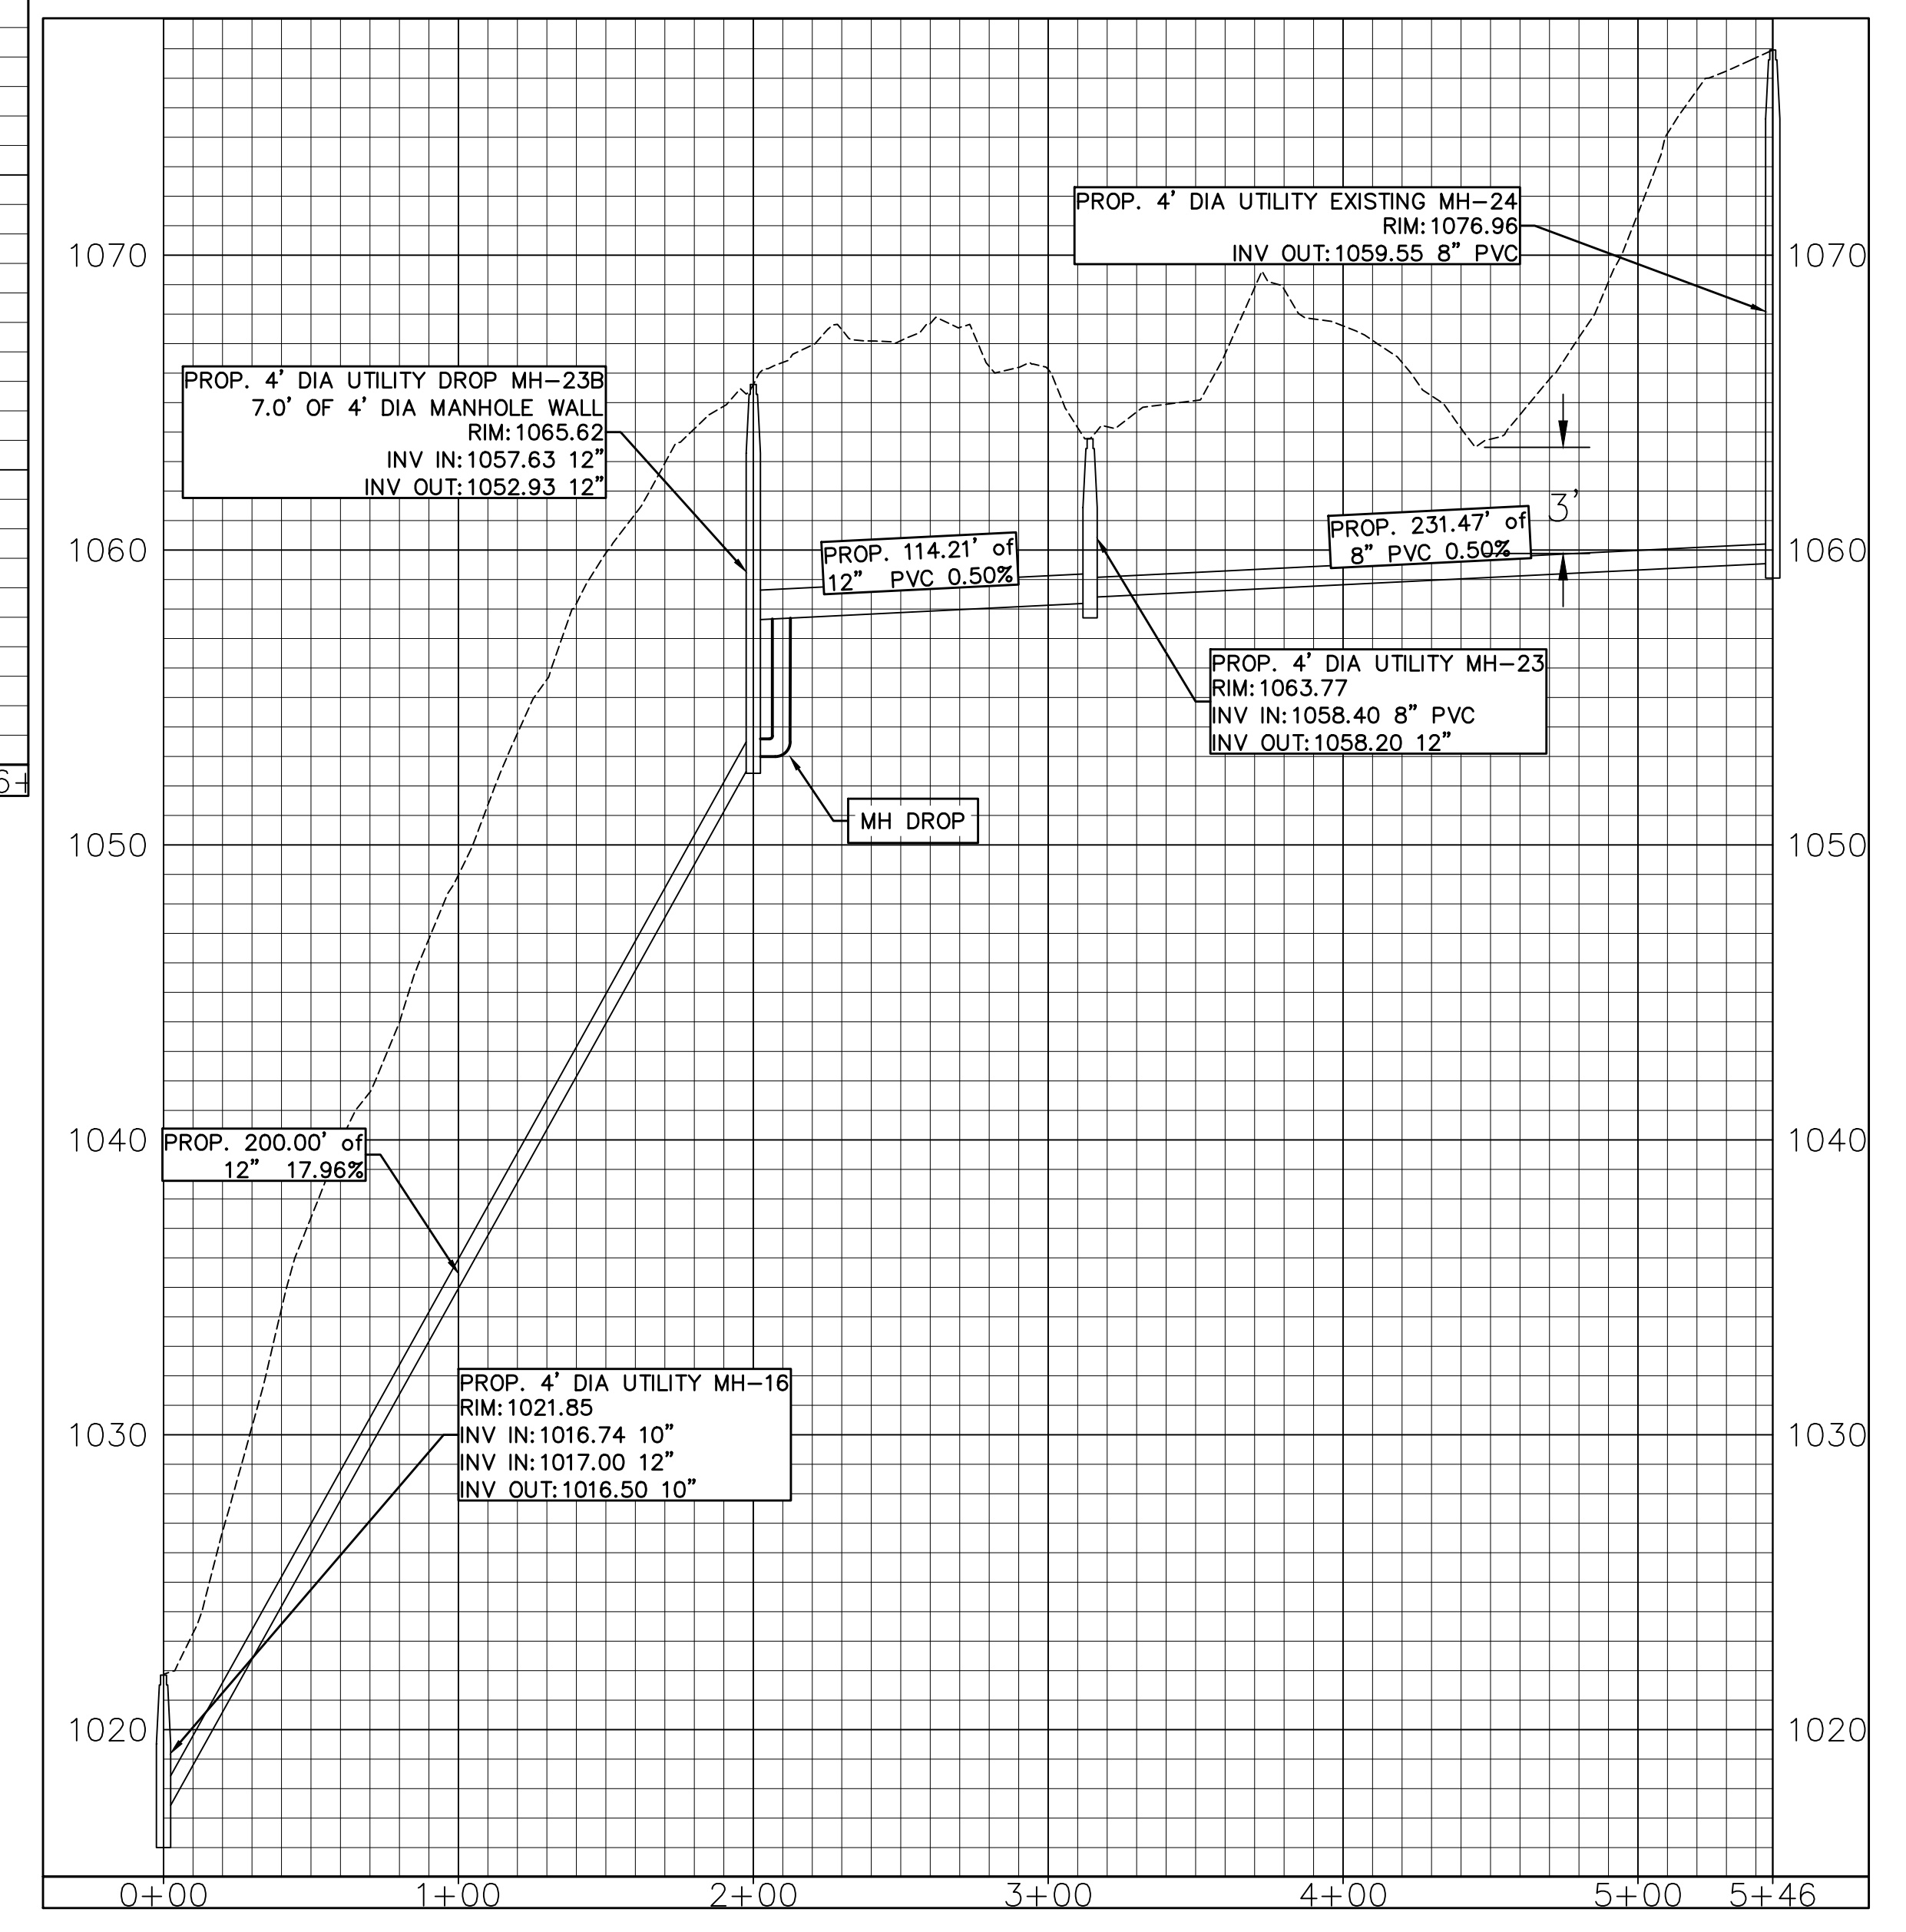 PROP. 4' DIA UTILITY EXISTING MH-24
RIM:1076.96
INV OUT:1059.55 8" PVC
1070
1070
PROP. 4' DIA UTILITY DROP MH-23B
7.0' OF 4' DIA MANHOLE WALL
RIM:1065.62
INV IN:1057.63 12"
INV OUT:1052.93 12"
3'
PROP. 231.47' of
8" PVC 0.50%
PROP. 114.21' of
12" PVC 0.50%
1060
1060
PROP. 4' DIA UTILITY MH-23
RIM:1063.77
INV IN:1058.40 8" PVC
INV OUT:1058.20 12"
6+
MH DROP
1050
1050
1040
1040
PROP. 200.00' of
12" 17.96%
PROP. 4' DIA UTILITY MH-16
RIM:1021.85
INV IN:1016.74 10"
INV IN:1017.00 12"
INV OUT:1016.50 10"
1030
1030
1020
1020
0+00 1+00 2+00 3+00 4+00 5+00 5+46